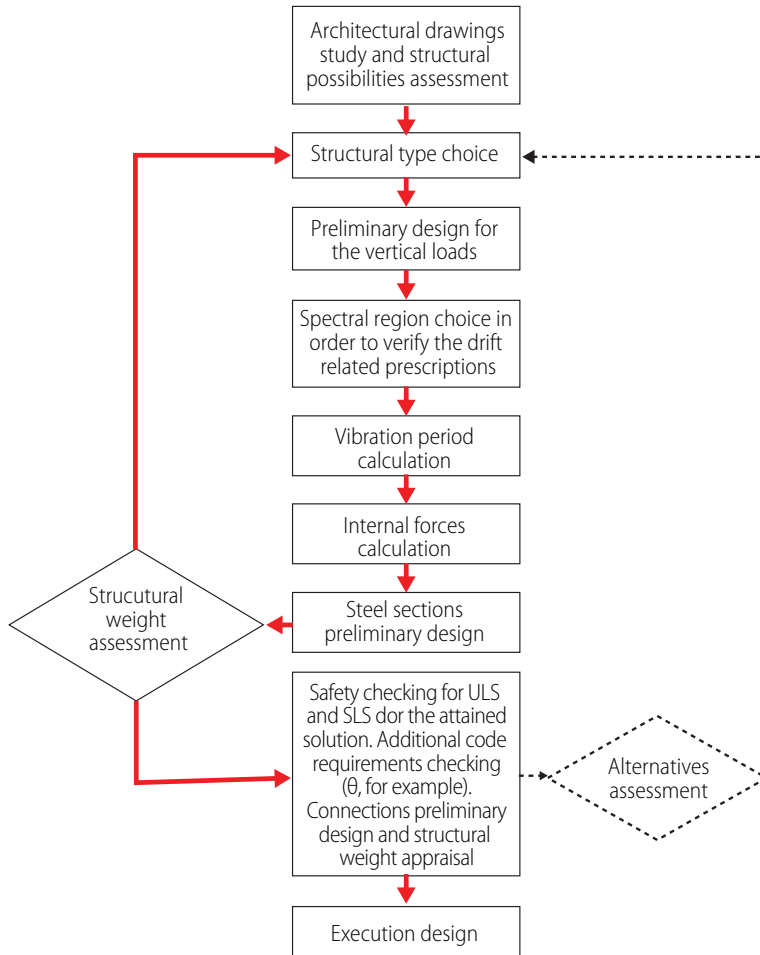 Architectural drawings
study and structural
possibilities assessment
Structural type choice
Preliminary design for
the vertical loads
Spectral region choice in
order to verify the drift
related prescriptions
Vibration period
calculation
Internal forces
calculation
Strucutural
weight
assessment
Steel sections
preliminary design
Safety checking for ULS
and SLS dor the attained
solution. Additional code
requirements checking
(θ, for example).
Connections preliminary
design and structural
weight appraisal
Alternatives
assessment
Execution design